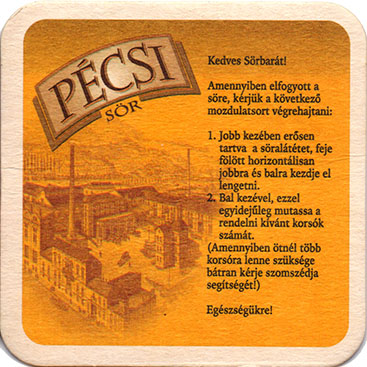 PÉCSI
SÖR
Kedves Sörbarát!
Amennyiben elfogyott a
söre, kérjük a következő
mozdulatsort végrehajtani:
1. Jobb kezében erősen
tartva a söralátétet, feje
fölött horizontálisan
jobbra és balra kezdje el
lengetni.
2. Bal kezével, ezzel
egyidejűleg mutassa a
rendelni kívánt korsók
számát.
(Amennyiben ötnél több
korsóra lenne szüksége
bátran kérje szomszédja
segítségét!)
Egészségükre!